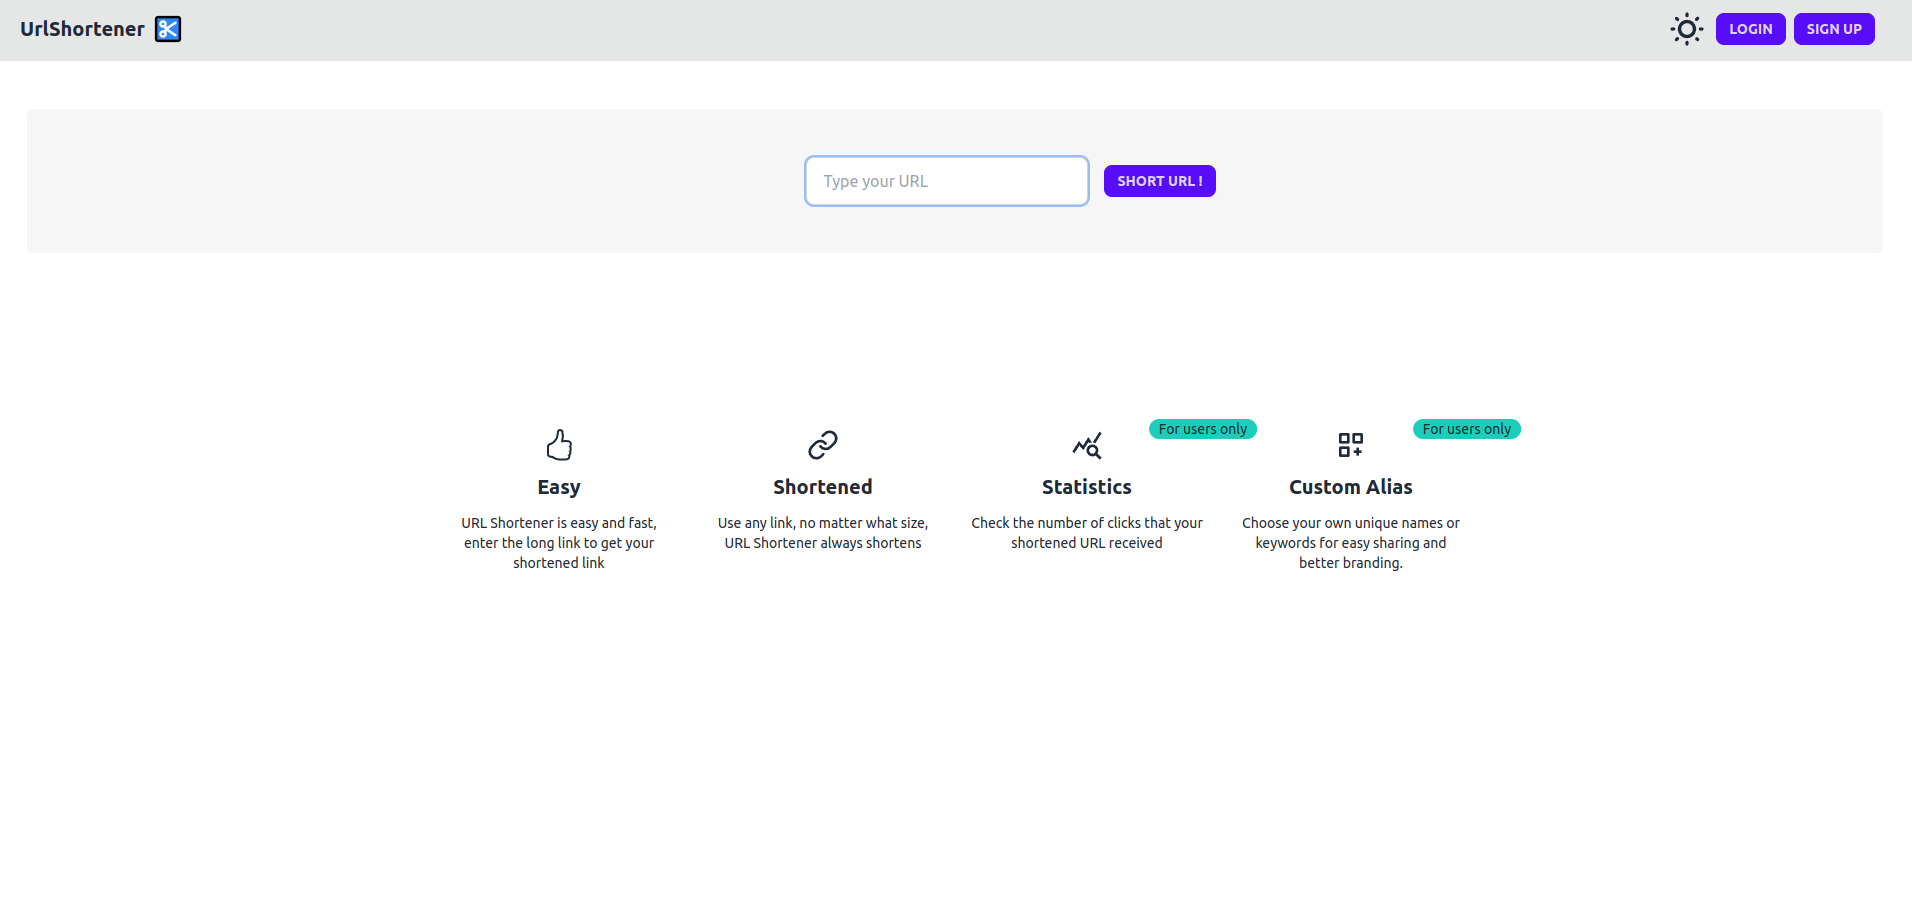 UrlShortener
LOGIN
SIGN UP
Type your URL
SHORT URL !
Easy
URL Shortener is easy and fast,
enter the long link to get your
shortened link
Shortened
Use any link, no matter what size,
URL Shortener always shortens
For users only
Statistics
Check the number of clicks that your
shortened URL received
For users only
Custom Alias
Choose your own unique names or
keywords for easy sharing and
better branding.